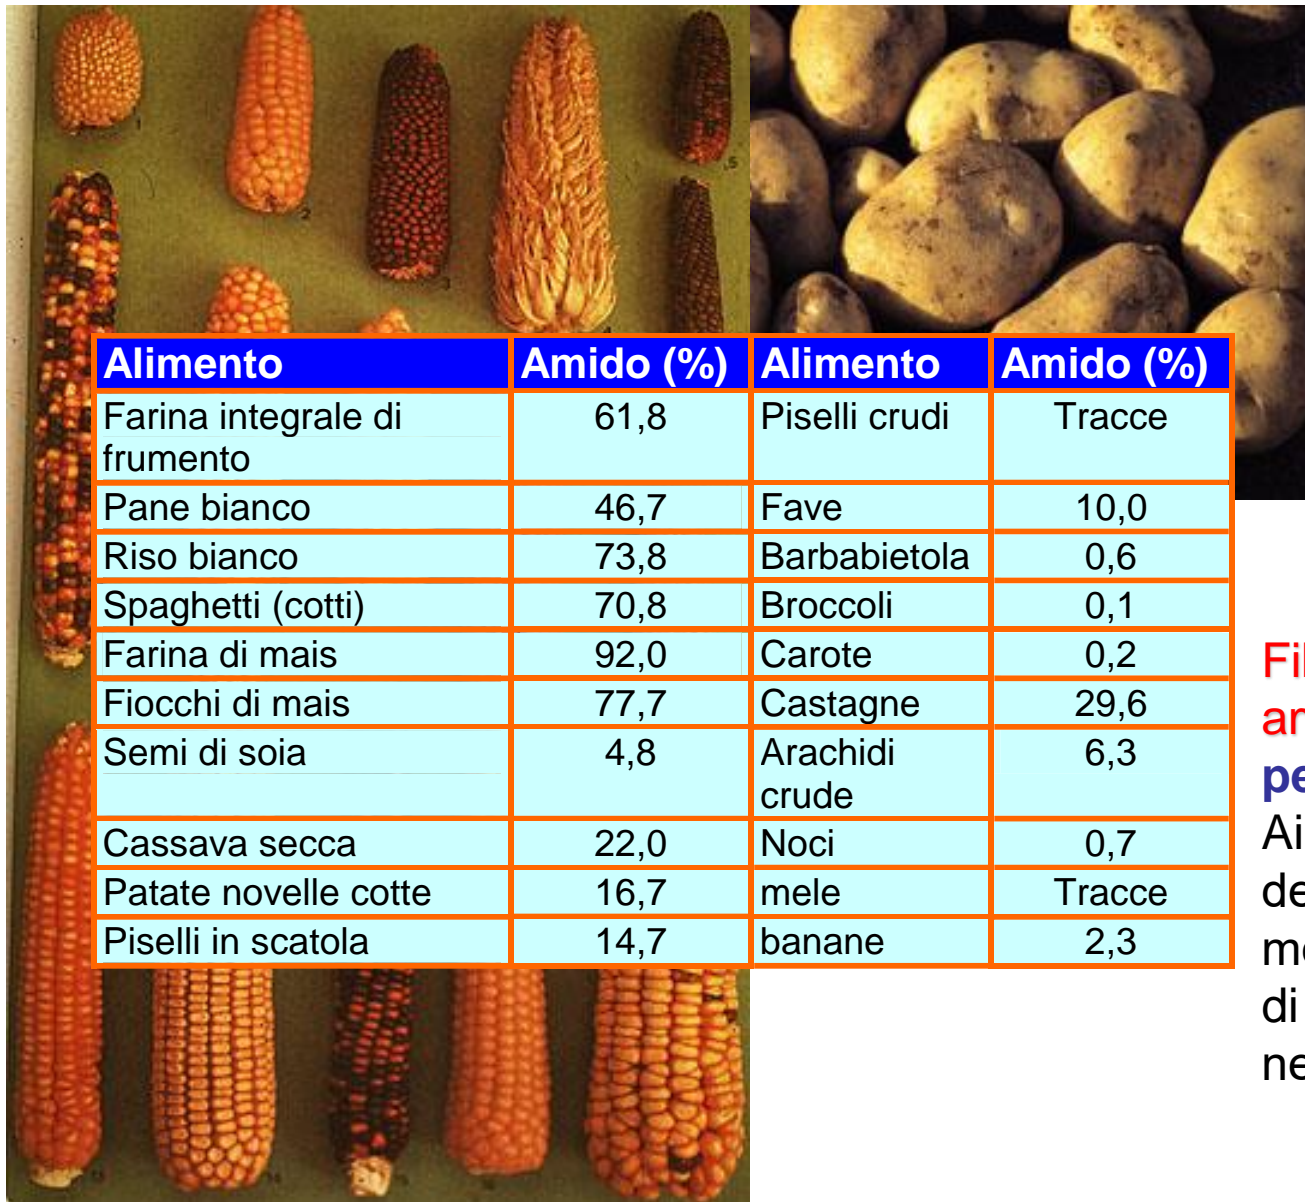 Alimento Amido (%) Alimento Amido (%)
Farina integrale di frumento 61,8 Piselli crudi Tracce
Pane bianco 46,7 Fave 10,0
Riso bianco 73,8 Barbabietola 0,6
Spaghetti (cotti) 70,8 Broccoli 0,1
Farina di mais 92,0 Carote 0,2
Fiocchi di mais 77,7 Castagne 29,6
Semi di soia 4,8 Arachidi crude 6,3
Cassava secca 22,0 Noci 0,7
Patate novelle cotte 16,7 mele Tracce
Piselli in scatola 14,7 banane 2,3
di